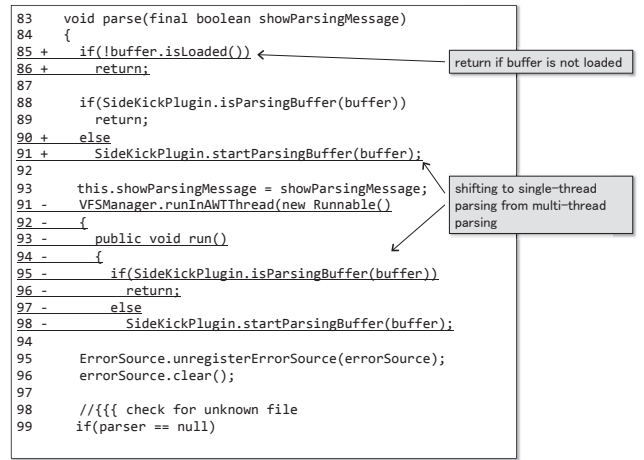 83    void parse(final boolean showParsingMessage)
84    {
85 +    if(!buffer.isLoaded())
86 +      return;
87
88      if(SideKickPlugin.isParsingBuffer(buffer))
89        return;
90 +    else
91 +      SideKickPlugin.startParsingBuffer(buffer);
92
93      this.showParsingMessage = showParsingMessage;
91 -    VFSManager.runInAWTThread(new Runnable()
92 -    {
93 -      public void run()
94 -      {
95 -        if(SideKickPlugin.isParsingBuffer(buffer))
96 -          return;
97 -        else
98 -          SideKickPlugin.startParsingBuffer(buffer);
94
95      ErrorSource.unregisterErrorSource(errorSource);
96      errorSource.clear();
97
98      //{{{ check for unknown file
99      if(parser == null)
return if buffer is not loaded
shifting to single-thread
parsing from multi-thread
parsing